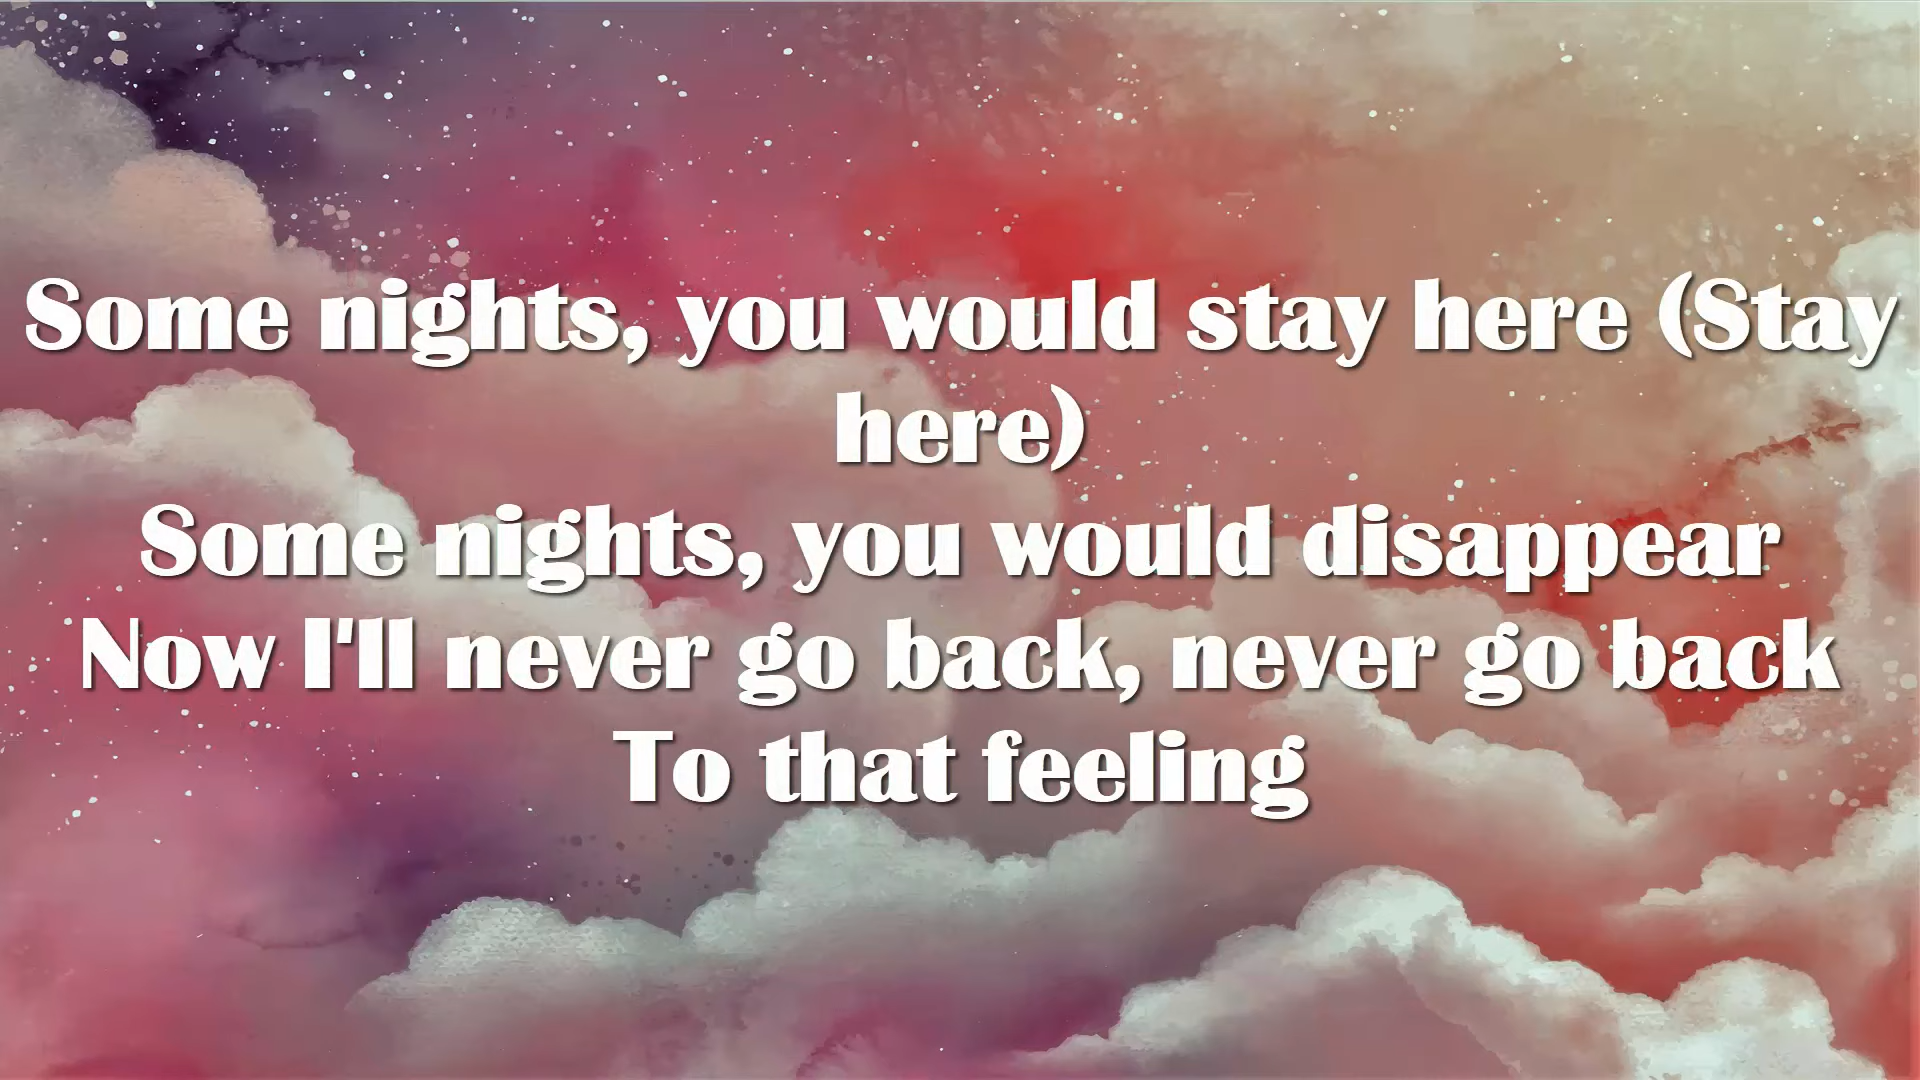 Some nights, you would stay here (Stay
here)
Some nights, you would disappear
Now I'll never go back, never go back
To that feeling